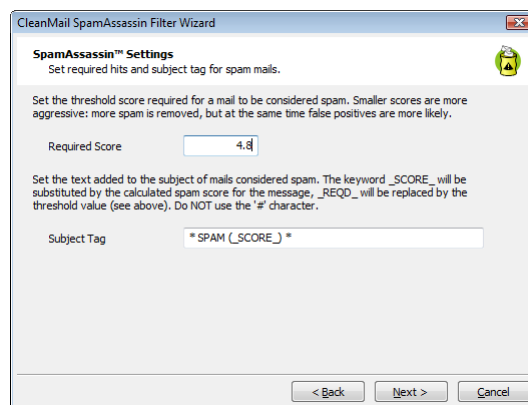 CleanMail SpamAssassin Filter Wizard
SpamAssassin™ Settings
Set required hits and subject tag for spam mails.
Set the threshold score required for a mail to be considered spam. Smaller scores are more
aggressive: more spam is removed, but at the same time false positives are more likely.
Required Score 4.8
Set the text added to the subject of mails considered spam. The keyword _SCORE_ will be
substituted by the calculated spam score for the message, _REQD_ will be replaced by the
threshold value (see above). Do NOT use the '#' character.
Subject Tag * SPAM (_SCORE_) *
< Back Next > Cancel